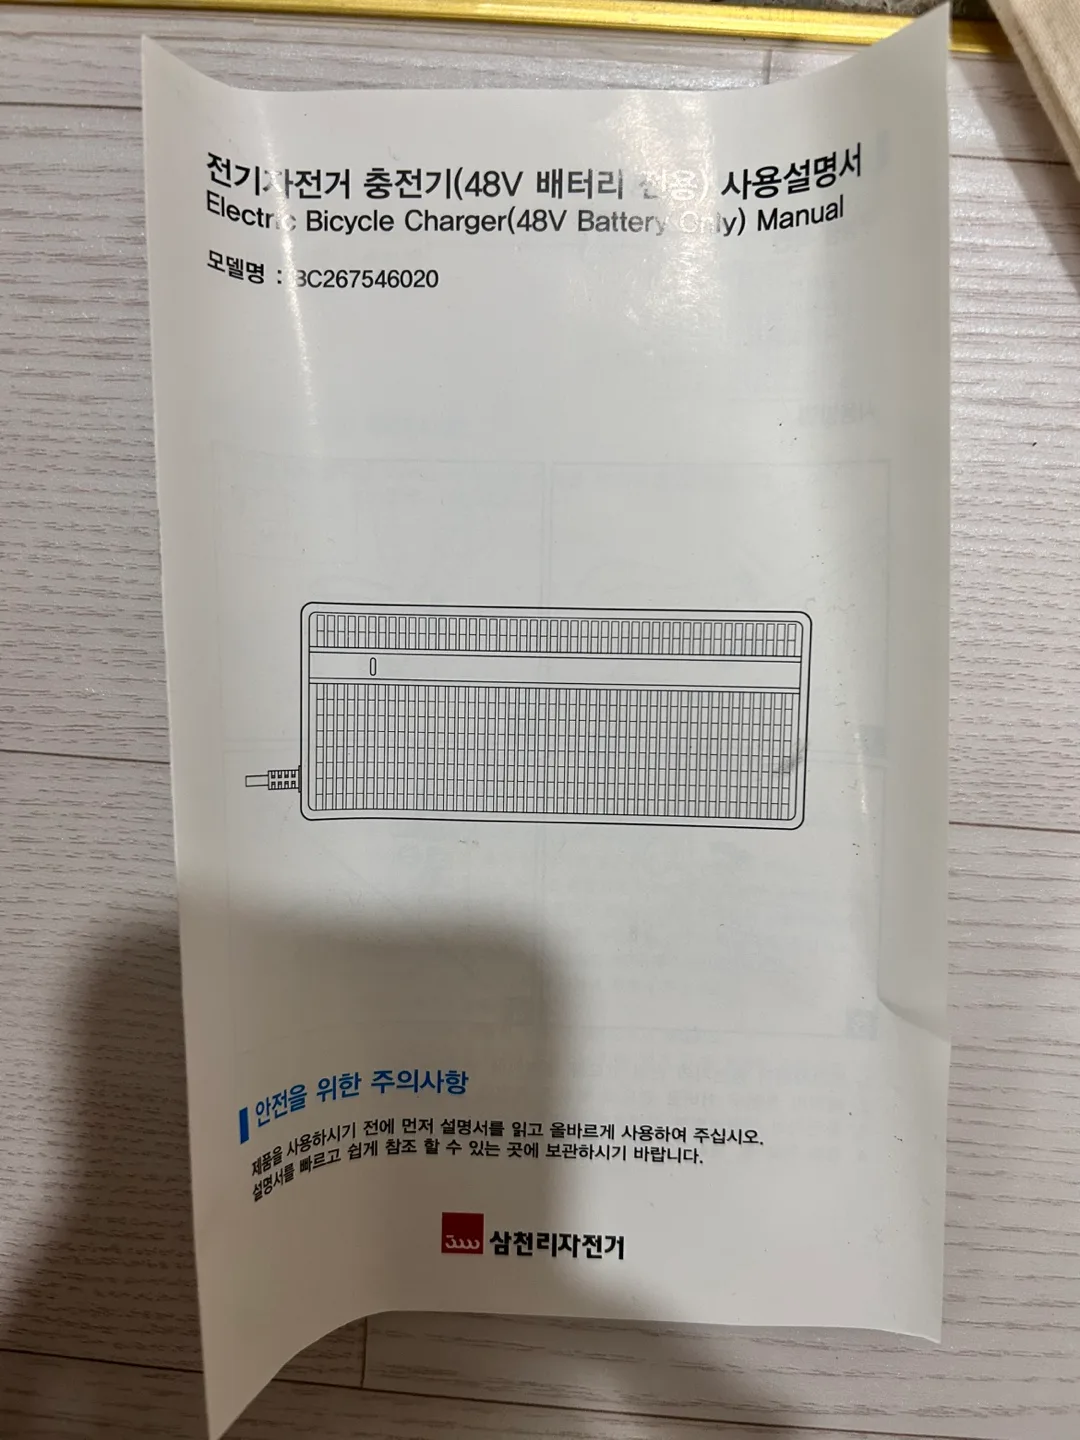 전기자전거 충전기(48V 배터리 전용) 사용설명서
Electric Bicycle Charger(48V Battery Only) Manual
모델명 : BC267546020
안전을 위한 주의사항
제품을 사용하시기 전에 먼저 설명서를 읽고 올바르게 사용하여 주십시오.
설명서를 빠르고 쉽게 참조 할 수 있는 곳에 보관하시기 바랍니다.
삼천리자전거